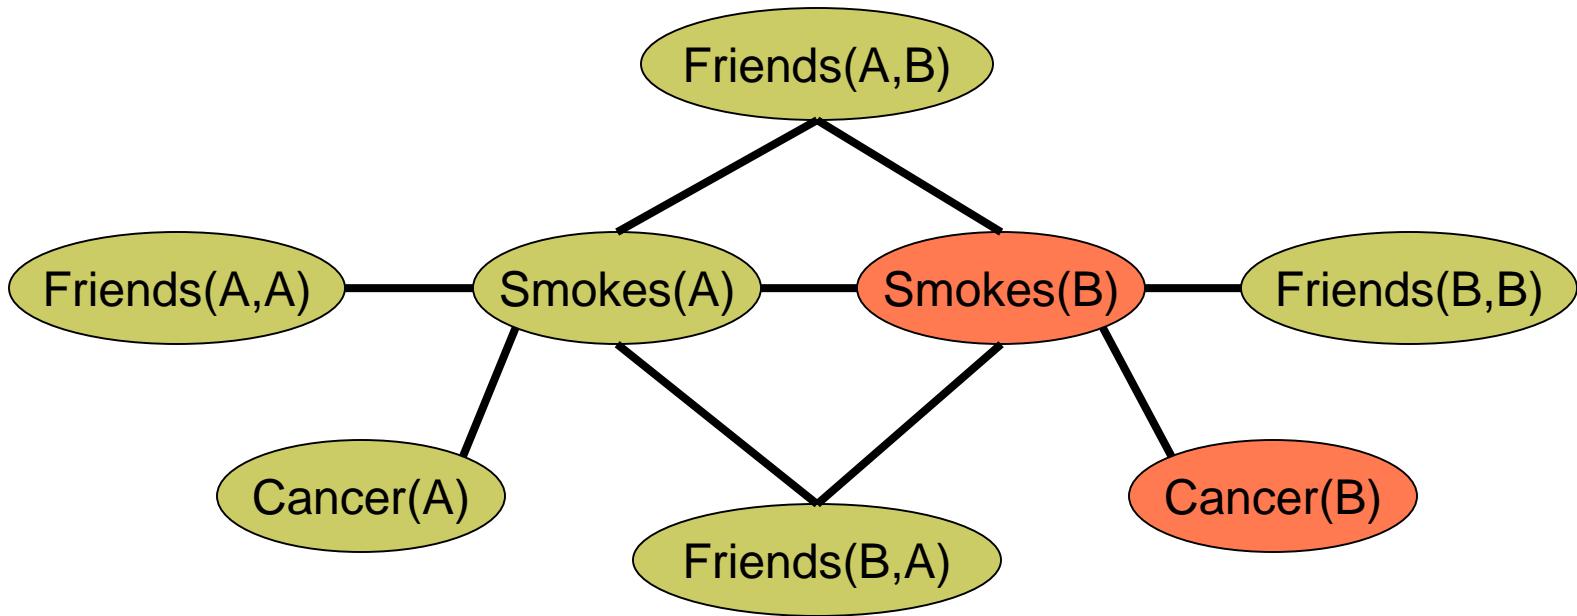 Friends(A,B)
Friends(A,A)
Smokes(A)
Smokes(B)
Friends(B,B)
Cancer(A)
Cancer(B)
Friends(B,A)